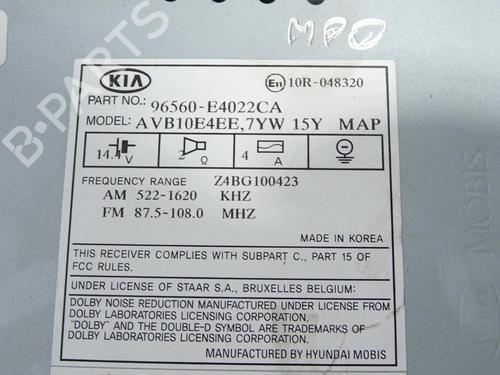 MPO
KIA
E11 10R-048320
PART NO.: 96560-E4022CA
MODEL: AVB10E4EE,7YW 15Y MAP
14.4 V 2 Ω 4 A
FREQUENCY RANGE Z4BG100423
AM 522-1620 KHZ
FM 87.5~108.0 MHZ
MADE IN KOREA
THIS RECEIVER COMPLIES WITH SUBPART C., PART 15 OF
FCC RULES.
UNDER LICENSE OF STAAR S.A., BRUXELLES BELGIUM:
DOLBY NOISE REDUCTION MANUFACTURED UNDER LICENSE FROM
DOLBY LABORATORIES LICENSING CORPORATION.
"DOLBY" AND THE DOUBLE-D SYMBOL ARE TRADEMARKS OF
DOLBY LABORATORIES LICENSING CORPORATION.
MANUFACTURED BY HYUNDAI MOBIS
B-PARTS
MOBIS